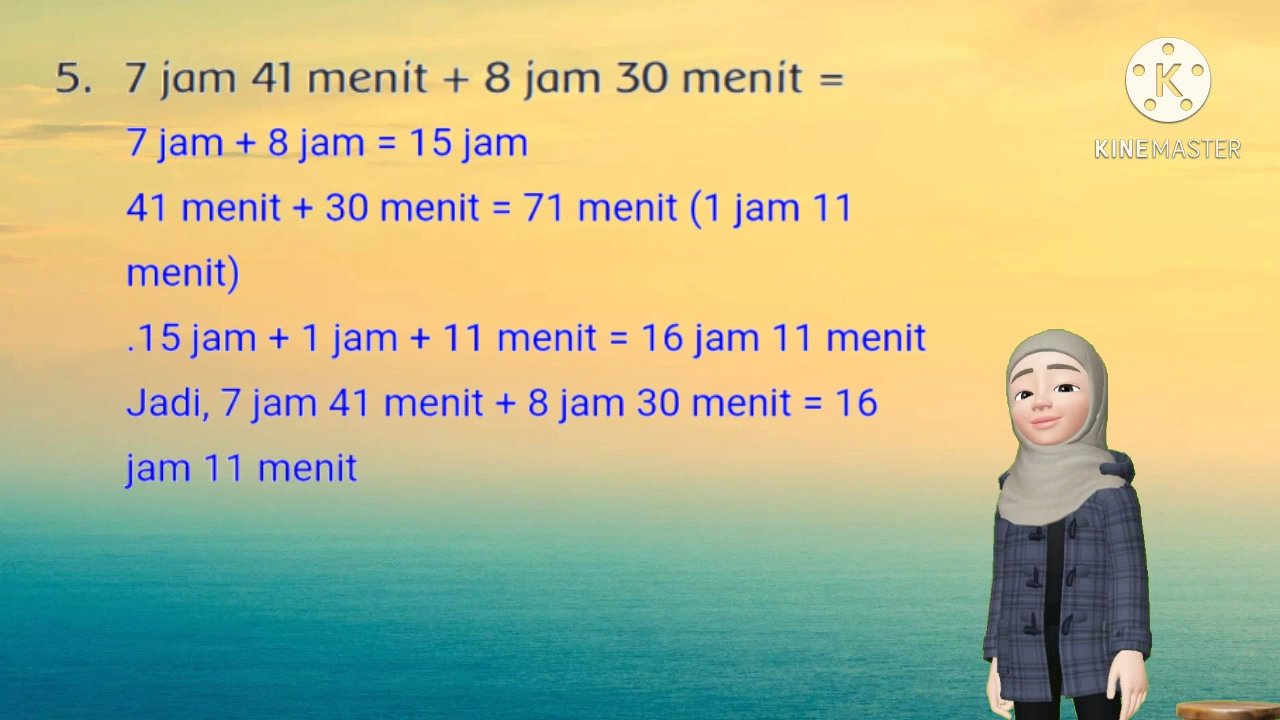 5. 7 jam 41 menit + 8 jam 30 menit =
7 jam + 8 jam = 15 jam
41 menit + 30 menit = 71 menit (1 jam 11
menit)
.15 jam + 1 jam + 11 menit = 16 jam 11 menit
Jadi, 7 jam 41 menit + 8 jam 30 menit = 16
jam 11 menit
K
KINEMASTER